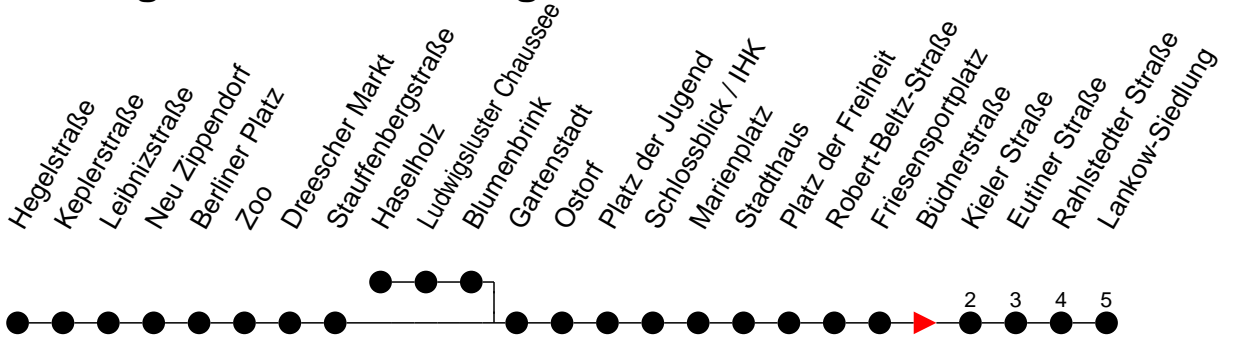 Hegelstraße
Keplerstraße
Leibnizstraße
Neu Zippendorf
Berliner Platz
Zoo
Dreescher Markt
Stauffenbergstraße
Haselholz
Ludwigsluster Chaussee
Blumenbrink
Gartenstadt
Ostorf
Platz der Jugend
Schlossblick / IHK
Marienplatz
Stadthaus
Platz der Freiheit
Robert-Beltz-Straße
Friesensportplatz
Büdnerstraße
Kieler Straße
Eutiner Straße
Rahlstedter Straße
Lankow-Siedlung
2 3 4 5